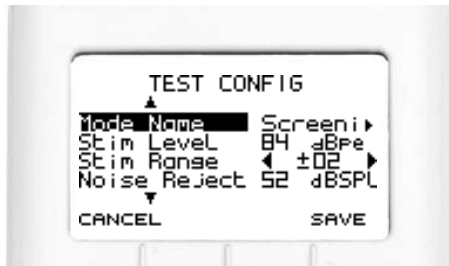 TEST CONFIG
Mode Name Screeni
Stim Level 84 dBpe
Stim Range ±02
Noise Reject 52 dBSPL
CANCEL SAVE